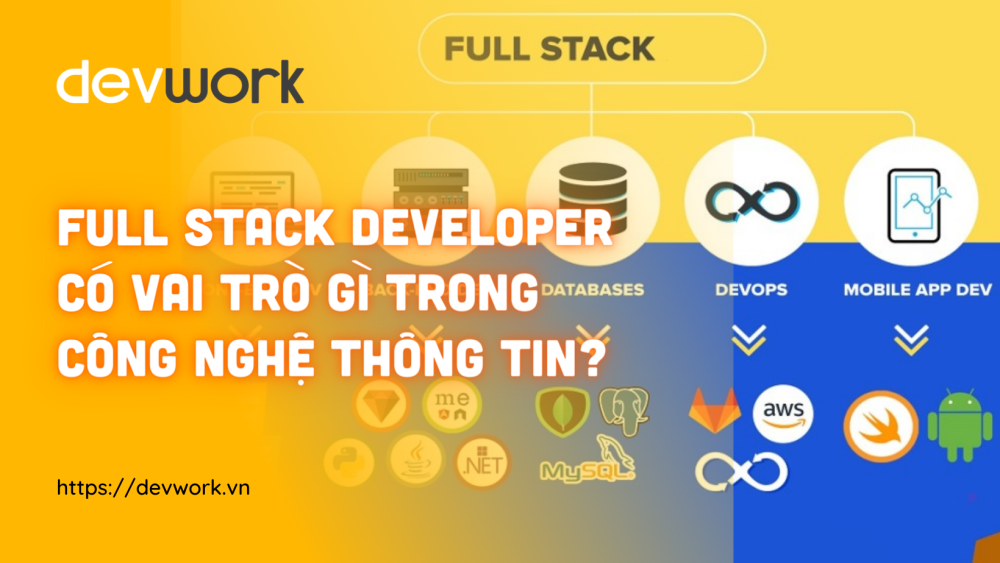 FULL STACK
devwork
FULL STACK DEVELOPER
CÓ VAI TRÒ GÌ TRONG
CÔNG NGHỆ THÔNG TIN?
DATABASES
DEVOPS
MOBILE APP DEV
me
aws
.NET
MySQL
https://devwork.vn